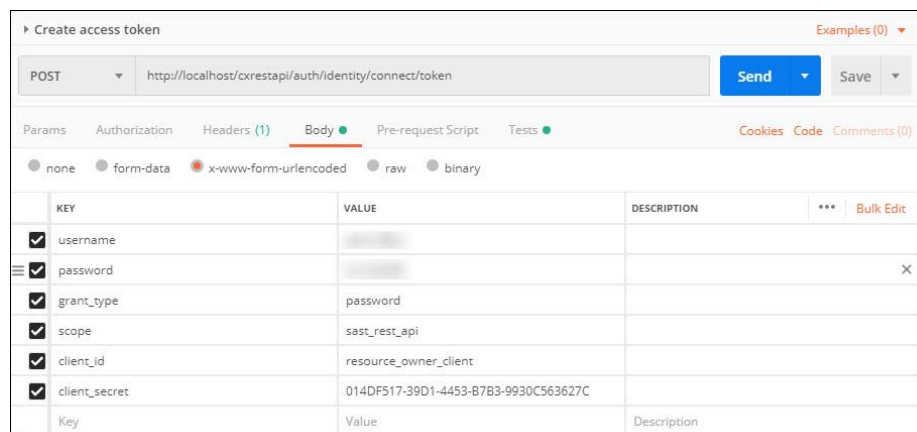 Create access token Examples (0)
POST http://localhost/cxrestapi/auth/identity/connect/token Send Save
Params Authorization Headers (1) Body Pre-request Script Tests Cookies Code Comments (0)
none form-data x-www-form-urlencoded raw binary
KEY VALUE DESCRIPTION ••• Bulk Edit
username
password
grant_type password
scope sast_rest_api
client_id resource_owner_client
client_secret 014DF517-39D1-4453-B7B3-9930C563627C
Key Value Description